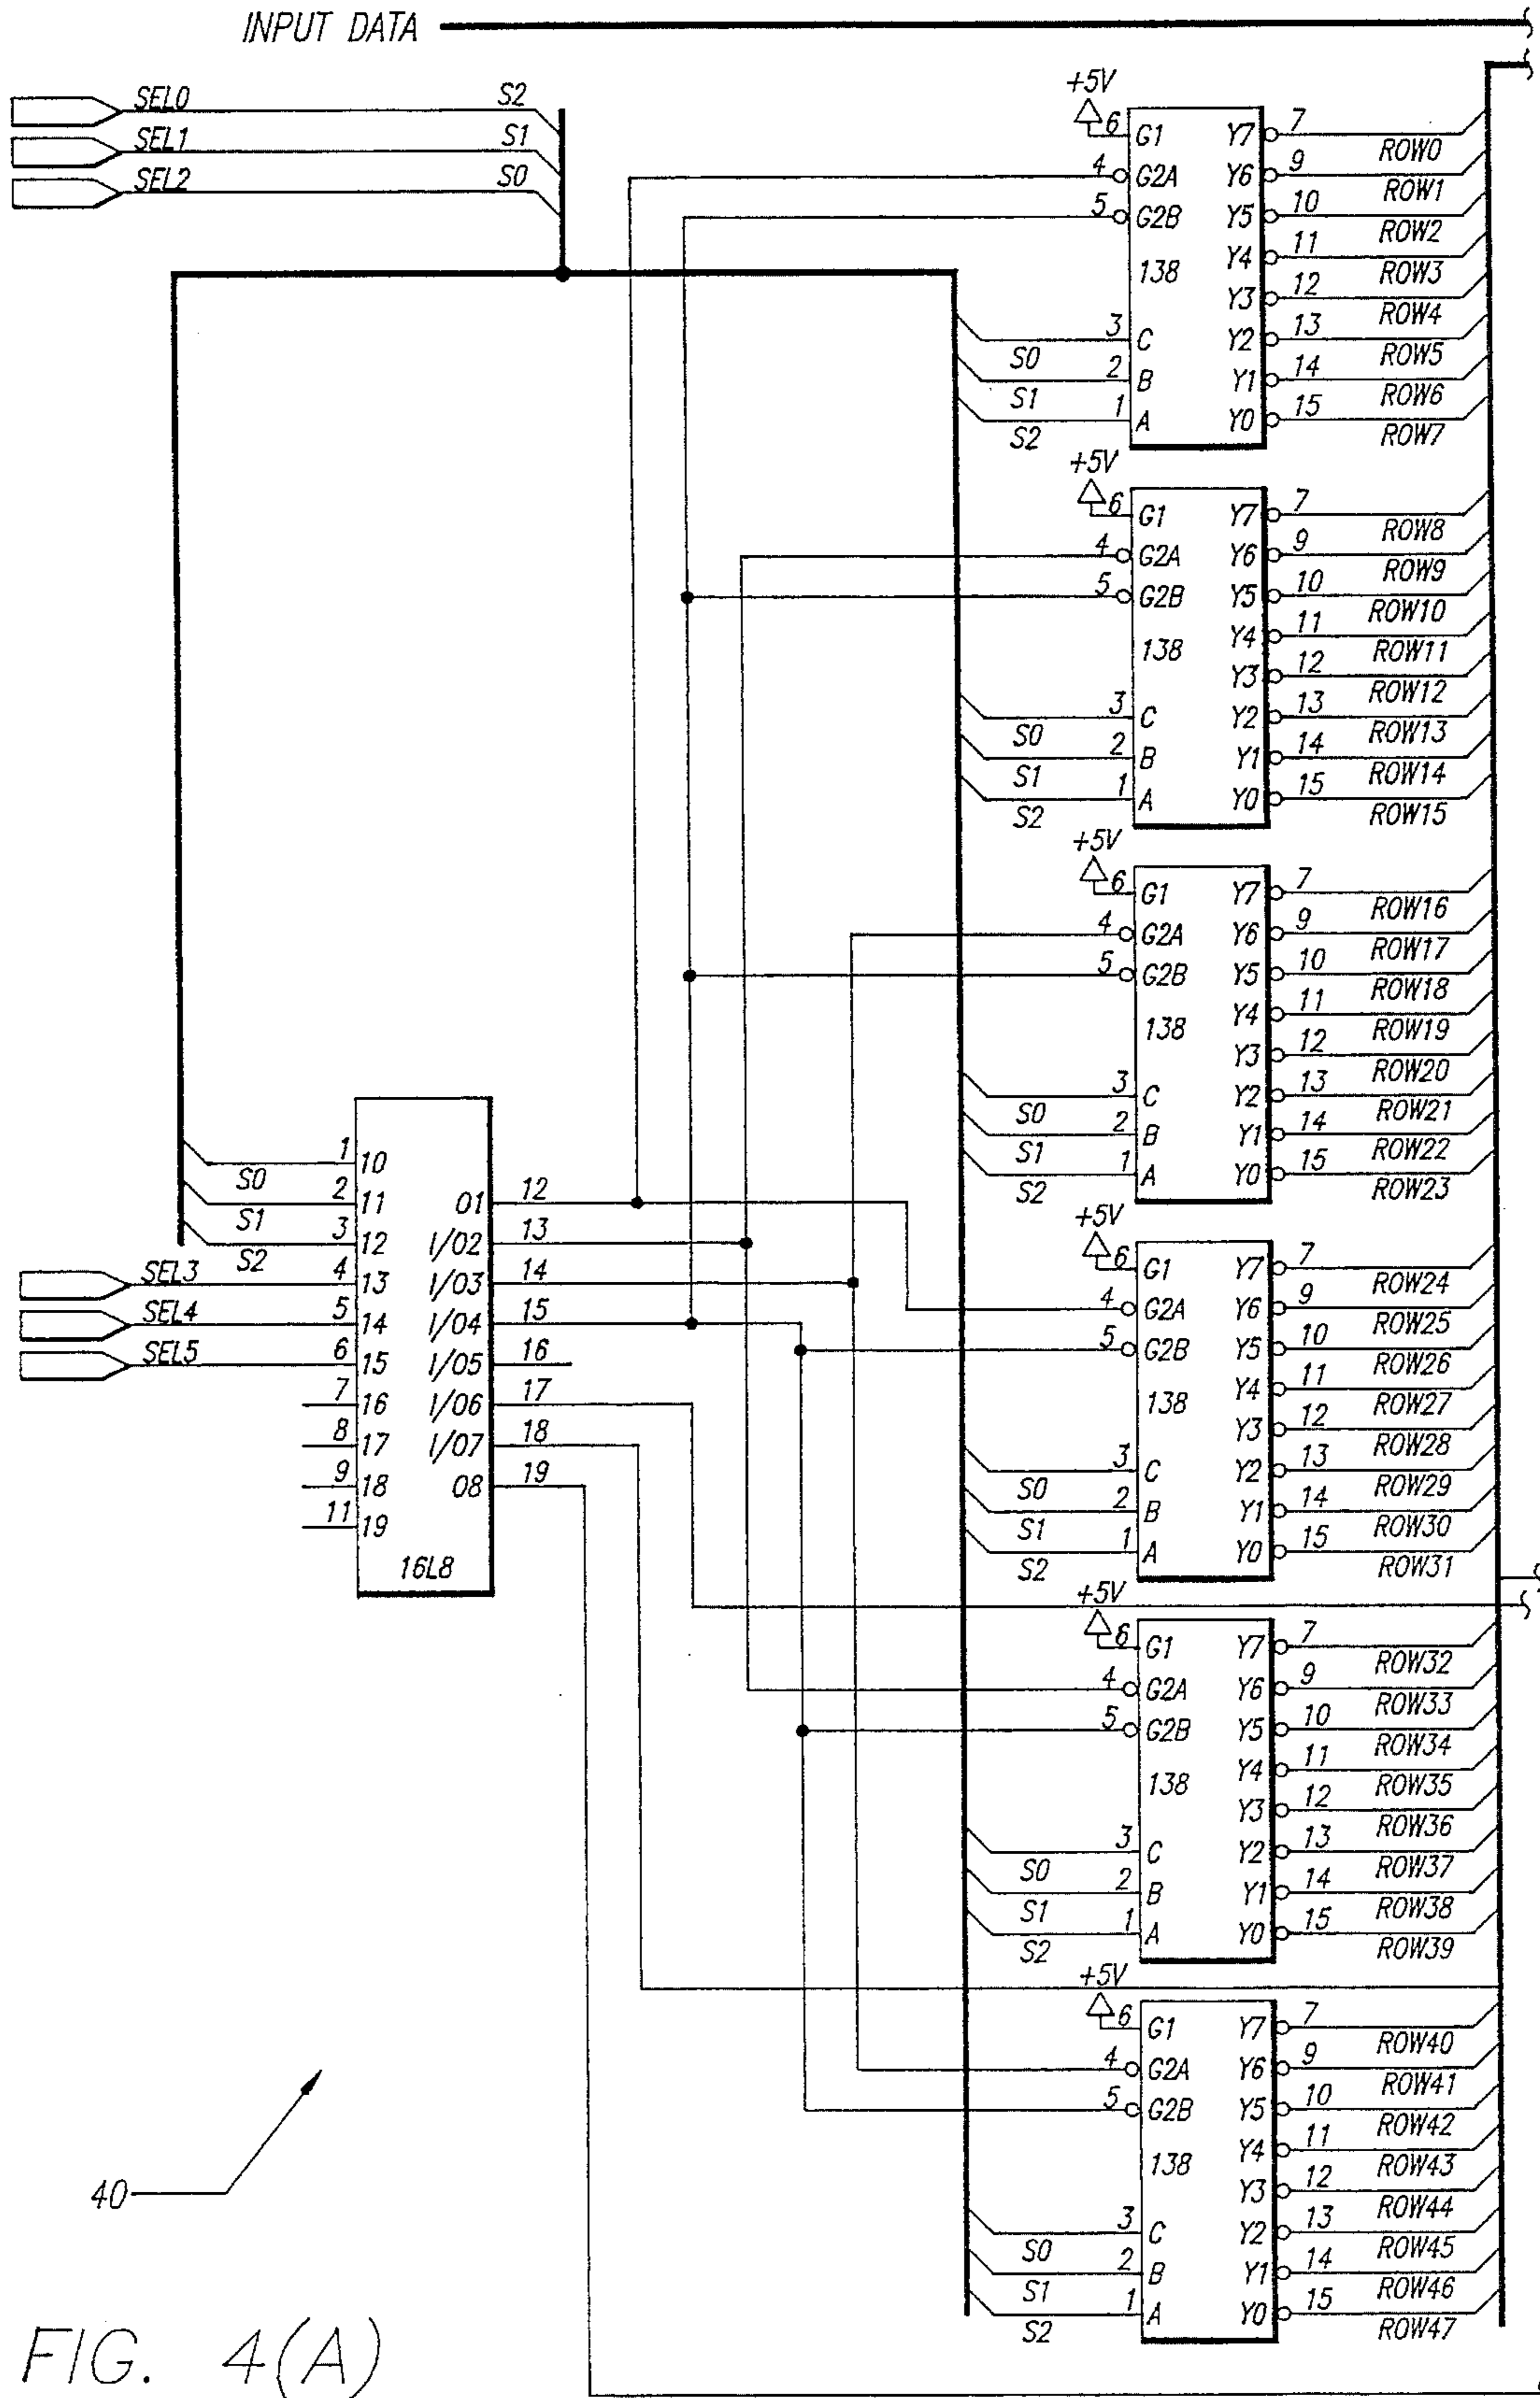 INPUT DATA
SEL0 S2
SEL1 S1
SEL2 S0
+5V
6 G1 Y7 7 ROW0
4 G2A Y6 9 ROW1
5 G2B Y5 10 ROW2
Y4 11 ROW3
138
Y3 12 ROW4
3 C Y2 13 ROW5
S0
2 B Y1 14 ROW6
S1
1 A Y0 15 ROW7
S2
+5V
6 G1 Y7 7 ROW8
4 G2A Y6 9 ROW9
5 G2B Y5 10 ROW10
Y4 11 ROW11
138
Y3 12 ROW12
3 C Y2 13 ROW13
S0
2 B Y1 14 ROW14
S1
1 A Y0 15 ROW15
S2
+5V
6 G1 Y7 7 ROW16
4 G2A Y6 9 ROW17
5 G2B Y5 10 ROW18
Y4 11 ROW19
138
Y3 12 ROW20
3 C Y2 13 ROW21
S0
2 B Y1 14 ROW22
S1
1 A Y0 15 ROW23
S2
1 10
S0
2 11 O1 12
S1
3 12 I/O2 13
S2
SEL3 4 13 I/O3 14
SEL4 5 14 I/O4 15
SEL5 6 15 I/O5 16
7 16 I/O6 17
8 17 I/O7 18
9 18 O8 19
11 19
16L8
+5V
6 G1 Y7 7 ROW24
4 G2A Y6 9 ROW25
5 G2B Y5 10 ROW26
Y4 11 ROW27
138
Y3 12 ROW28
3 C Y2 13 ROW29
S0
2 B Y1 14 ROW30
S1
1 A Y0 15 ROW31
S2
+5V
6 G1 Y7 7 ROW32
4 G2A Y6 9 ROW33
5 G2B Y5 10 ROW34
Y4 11 ROW35
138
Y3 12 ROW36
3 C Y2 13 ROW37
S0
2 B Y1 14 ROW38
S1
1 A Y0 15 ROW39
S2
+5V
6 G1 Y7 7 ROW40
4 G2A Y6 9 ROW41
5 G2B Y5 10 ROW42
Y4 11 ROW43
138
Y3 12 ROW44
3 C Y2 13 ROW45
S0
2 B Y1 14 ROW46
S1
1 A Y0 15 ROW47
S2
40
FIG. 4(A)